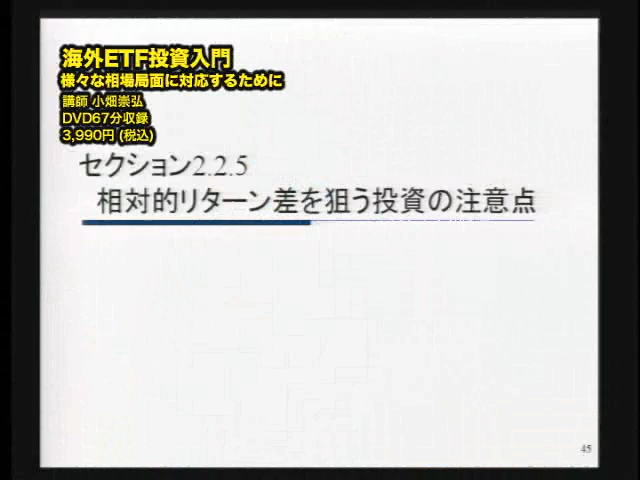 海外ETF投資入門
様々な相場局面に対応するために
講師 小畑崇弘
DVD67分収録
3,990円 (税込)
セクション2.2.5
相対的リターン差を狙う投資の注意点
45